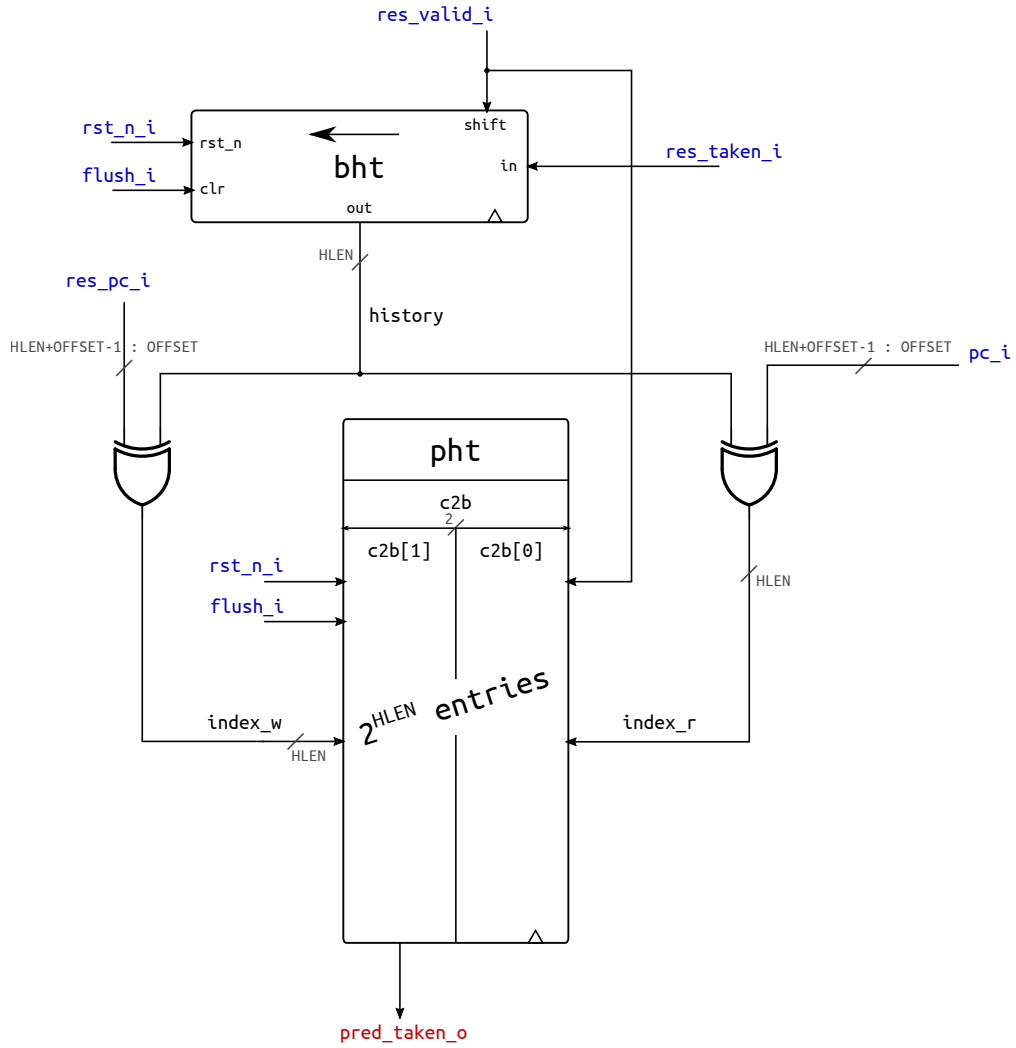 res_valid_i
shift
rst_n_i
rst_n
bht
in
res_taken_i
flush_i
clr
out
HLEN
res_pc_i
history
HLEN+OFFSET-1 : OFFSET
HLEN+OFFSET-1 : OFFSET
pc_i
pht
c2b
2
c2b[1]
c2b[0]
rst_n_i
flush_i
HLEN
2^HLEN entries
index_w
HLEN
index_r
pred_taken_o